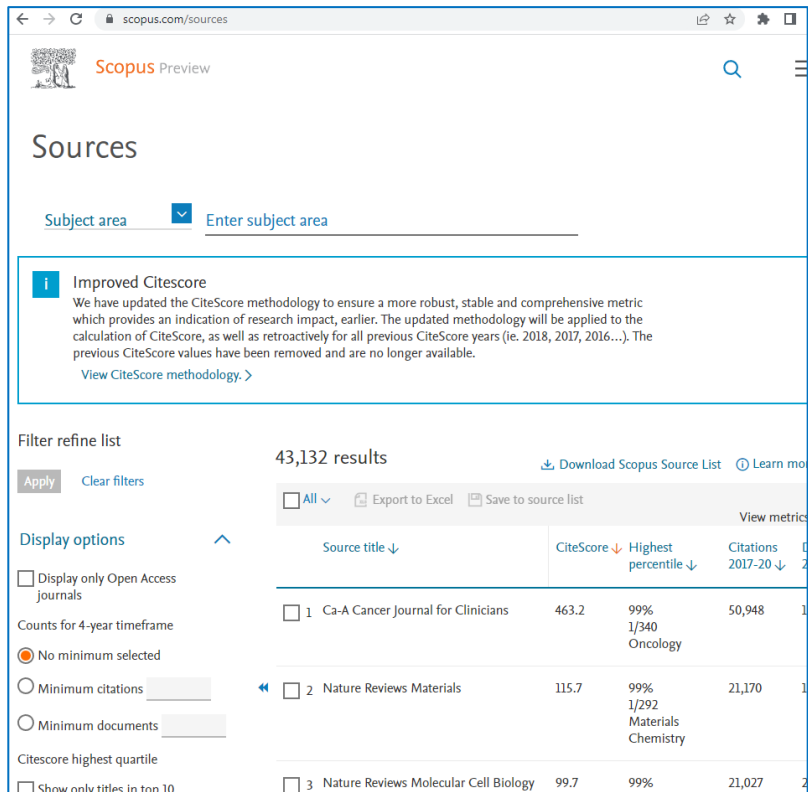 scopus.com/sources
Scopus Preview
Sources
Subject area
Enter subject area
i
Improved Citescore
We have updated the CiteScore methodology to ensure a more robust, stable and comprehensive metric
which provides an indication of research impact, earlier. The updated methodology will be applied to the
calculation of CiteScore, as well as retroactively for all previous CiteScore years (ie. 2018, 2017, 2016...). The
previous CiteScore values have been removed and are no longer available.
View CiteScore methodology. >
Filter refine list
Apply
Clear filters
Display options
Display only Open Access
journals
Counts for 4-year timeframe
No minimum selected
Minimum citations
Minimum documents
Citescore highest quartile
Show only titles in top 10
43,132 results
Download Scopus Source List
Learn mor
All
Export to Excel
Save to source list
View metrics
Source title ↓
CiteScore ↓
Highest
percentile ↓
Citations
2017-20 ↓
1
Ca-A Cancer Journal for Clinicians
463.2
99%
1/340
Oncology
50,948
2
Nature Reviews Materials
115.7
99%
1/292
Materials
Chemistry
21,170
3
Nature Reviews Molecular Cell Biology
99.7
99%
21,027